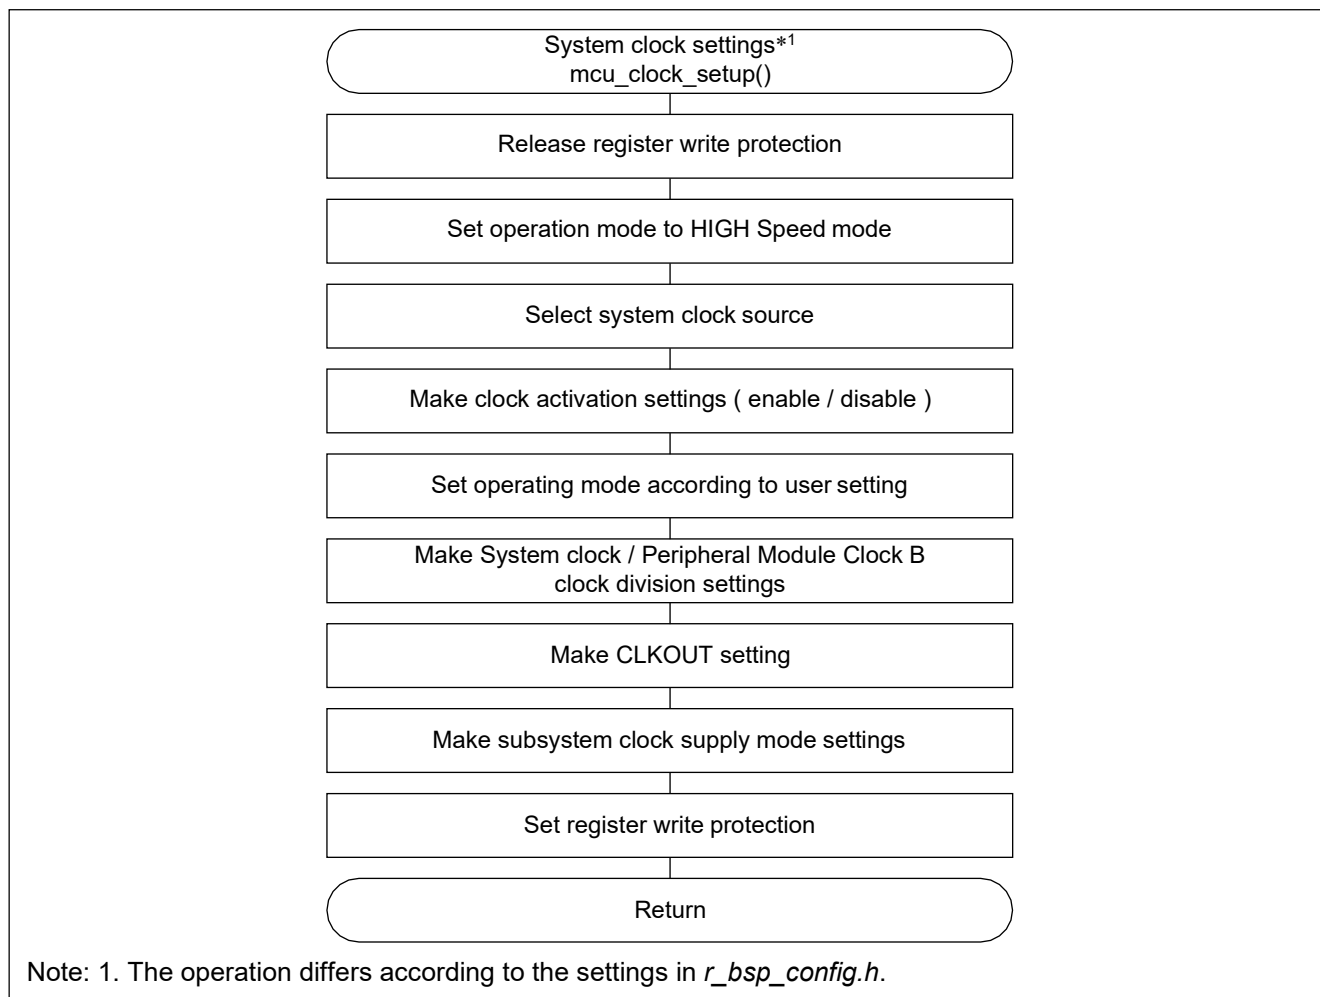 System clock settings*1
mcu_clock_setup()
Release register write protection
Set operation mode to HIGH Speed mode
Select system clock source
Make clock activation settings ( enable / disable )
Set operating mode according to user setting
Make System clock / Peripheral Module Clock B
clock division settings
Make CLKOUT setting
Make subsystem clock supply mode settings
Set register write protection
Return
Note: 1. The operation differs according to the settings in r_bsp_config.h.